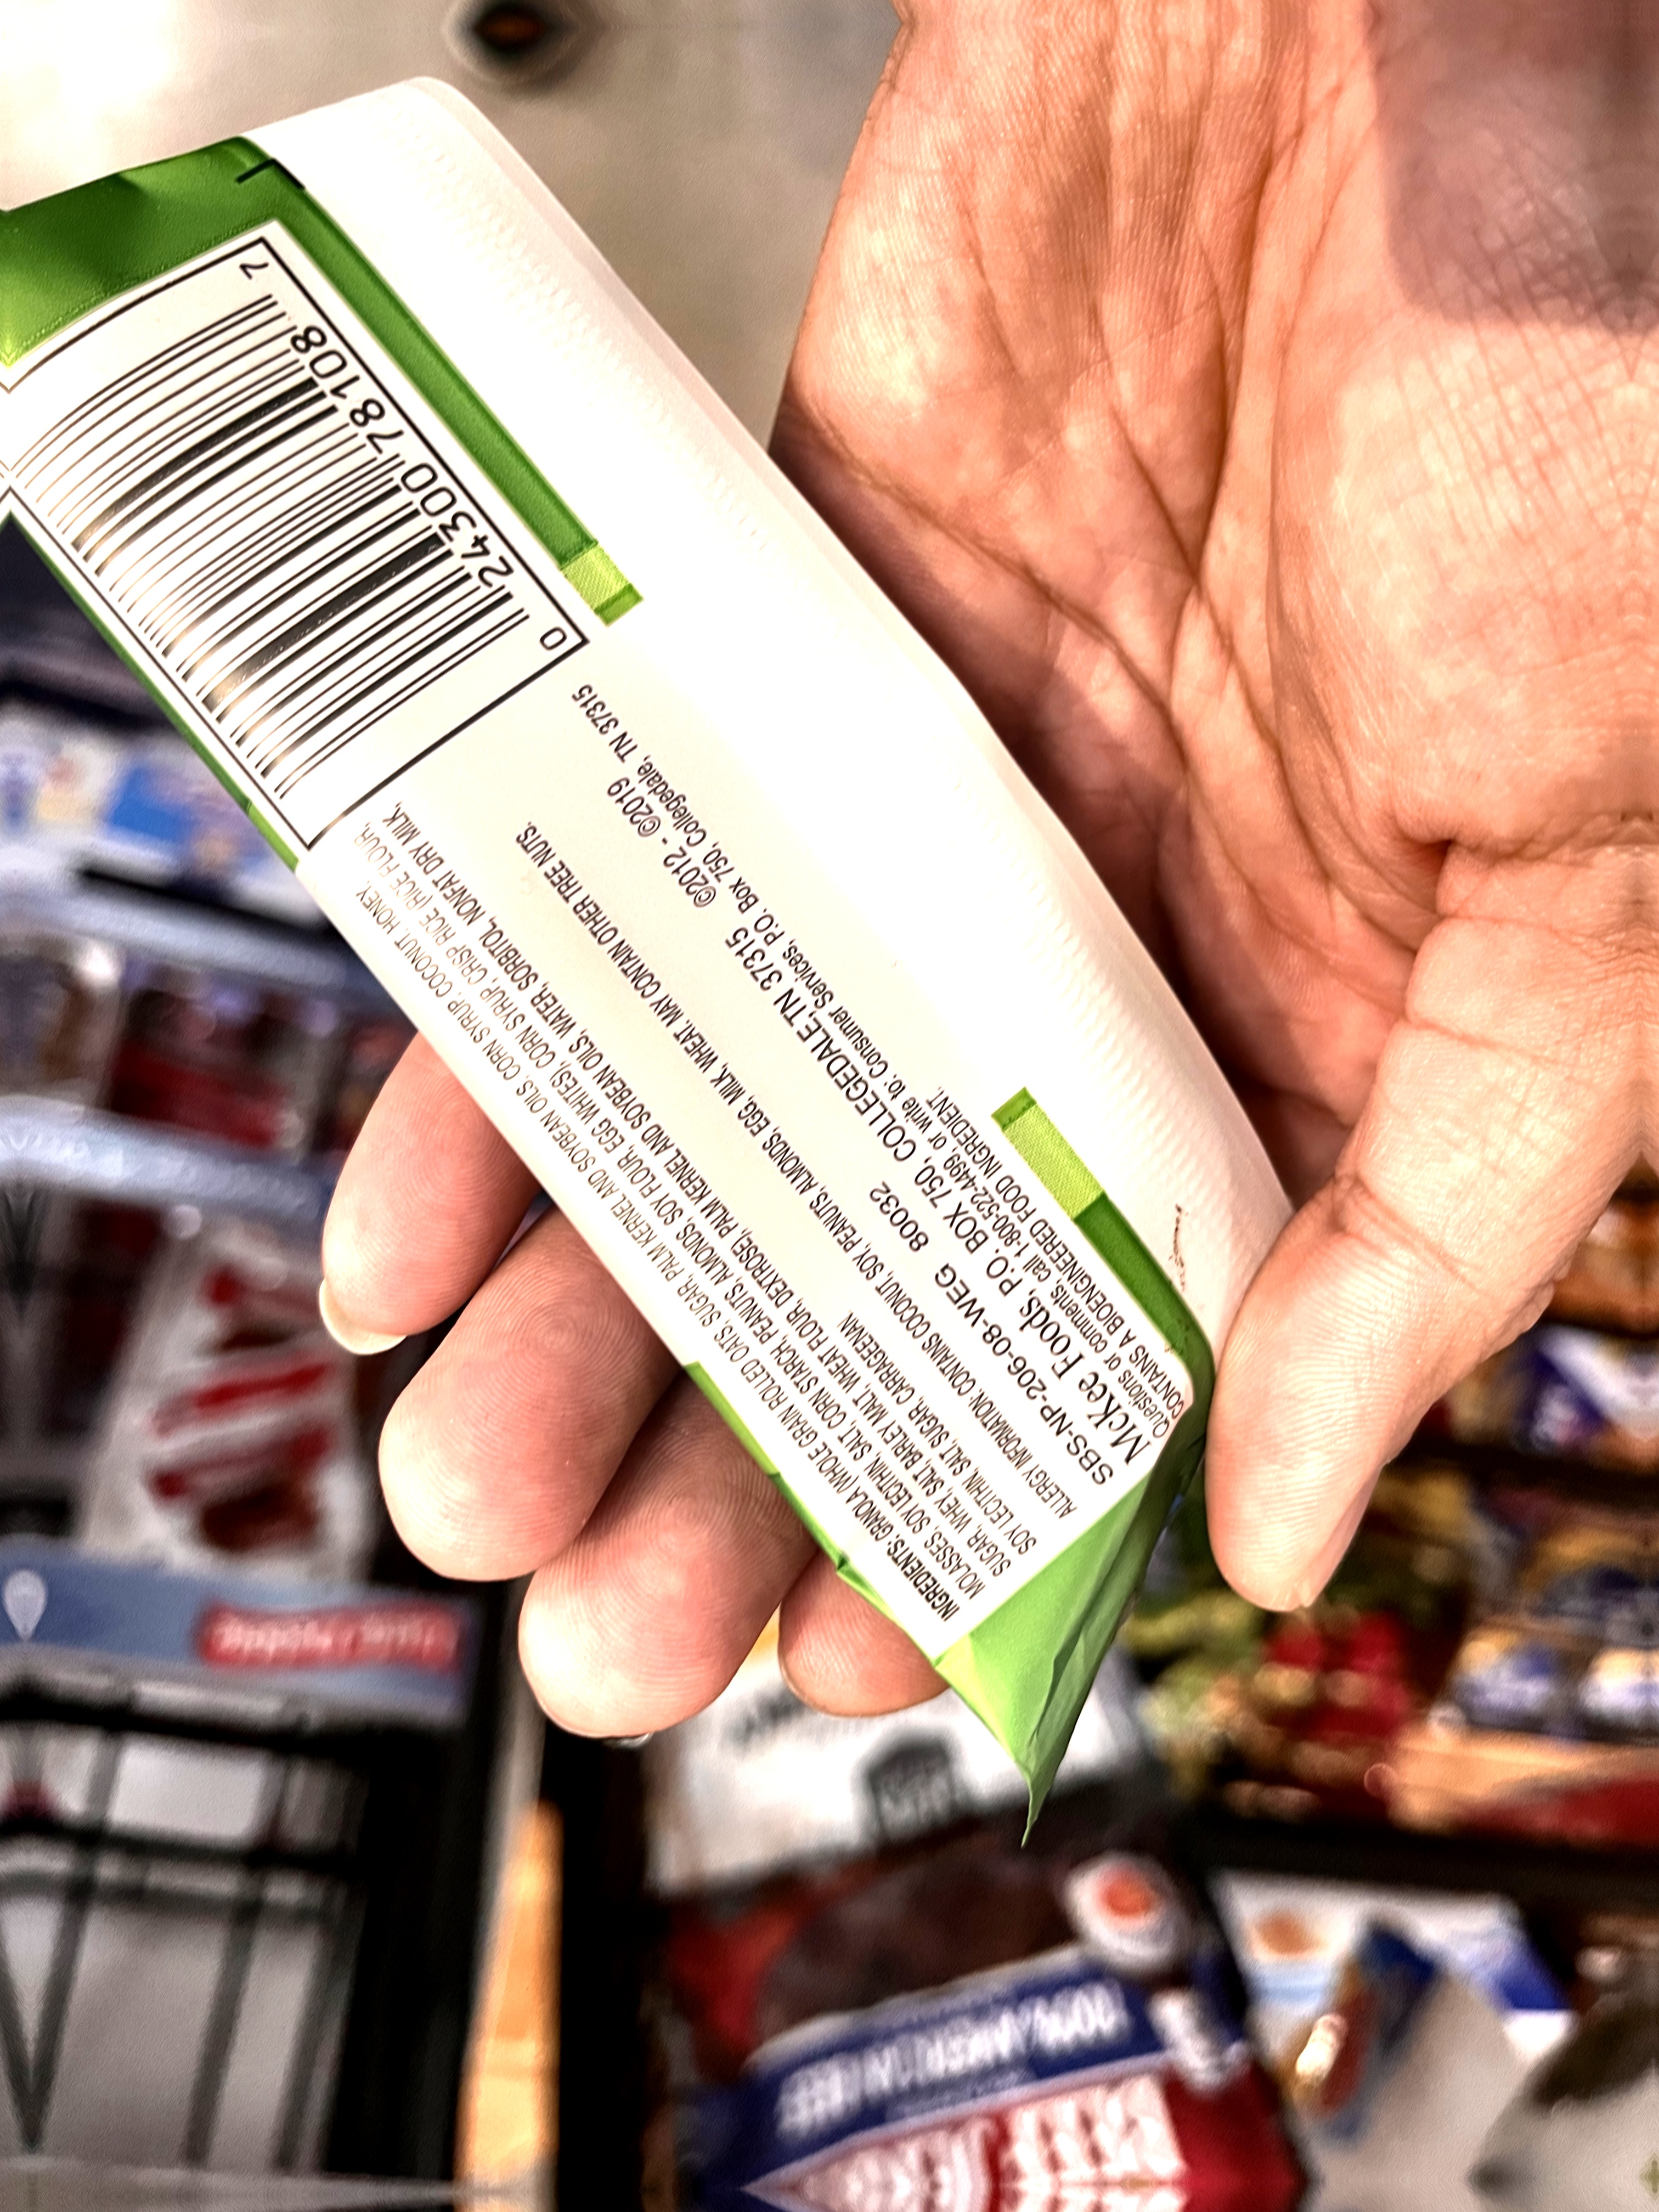 INGREDIENTS: GRANOLA (WHOLE GRAIN ROLLED OATS, SUGAR, PALM KERNEL AND SOYBEAN OILS, CORN SYRUP, COCONUT, HONEY,
MOLASSES, SOY LECITHIN, SALT, CORN STARCH, PEANUTS, ALMONDS, SOY FLOUR, EGG WHITES), CORN SYRUP, CRISP RICE (RICE FLOUR,
SUGAR, WHEY, SALT, BARLEY MALT, WHEAT FLOUR, DEXTROSE), PALM KERNEL AND SOYBEAN OILS, WATER, SORBITOL, NONFAT DRY MILK,
SOY LECITHIN, SALT, SUGAR, CARRAGEENAN
ALLERGY INFORMATION: CONTAINS COCONUT, SOY, PEANUTS, ALMONDS, EGG, MILK, WHEAT. MAY CONTAIN OTHER TREE NUTS.
SBS-NP-206-08-WEG 80032 ©2012 - ©2019
McKee Foods, P.O. BOX 750, COLLEGEDALE TN 37315
Questions or comments, call 1-800-522-4499, or write to: Consumer Services, P.O. Box 750, Collegedale, TN 37315
CONTAINS A BIOENGINEERED FOOD INGREDIENT.
0 24300 78108 7
100% AMERICAN BEEF